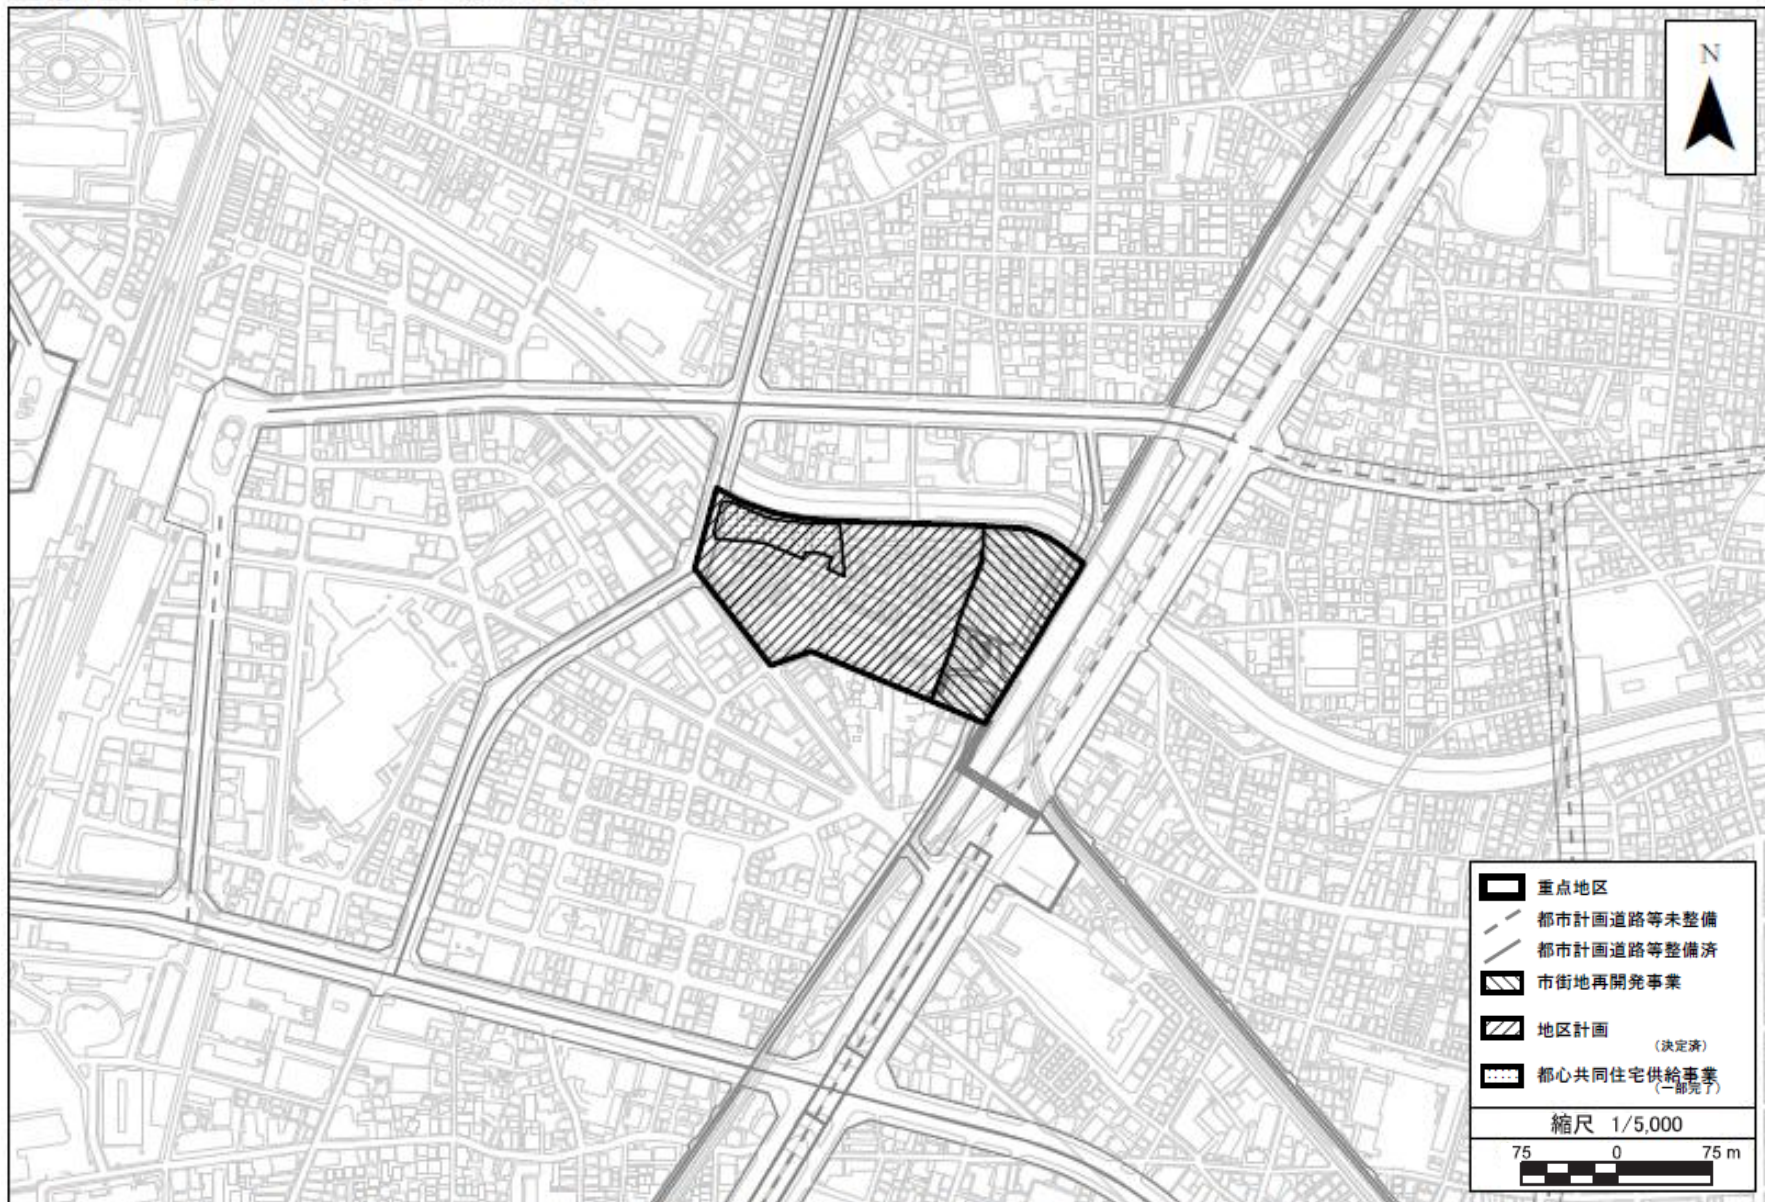 N
重点地区
都市計画道路等未整備
都市計画道路等整備済
市街地再開発事業
地区計画
(決定済)
都心共同住宅供給事業
(一部完了)
縮尺 1/5,000
75 0 75 m